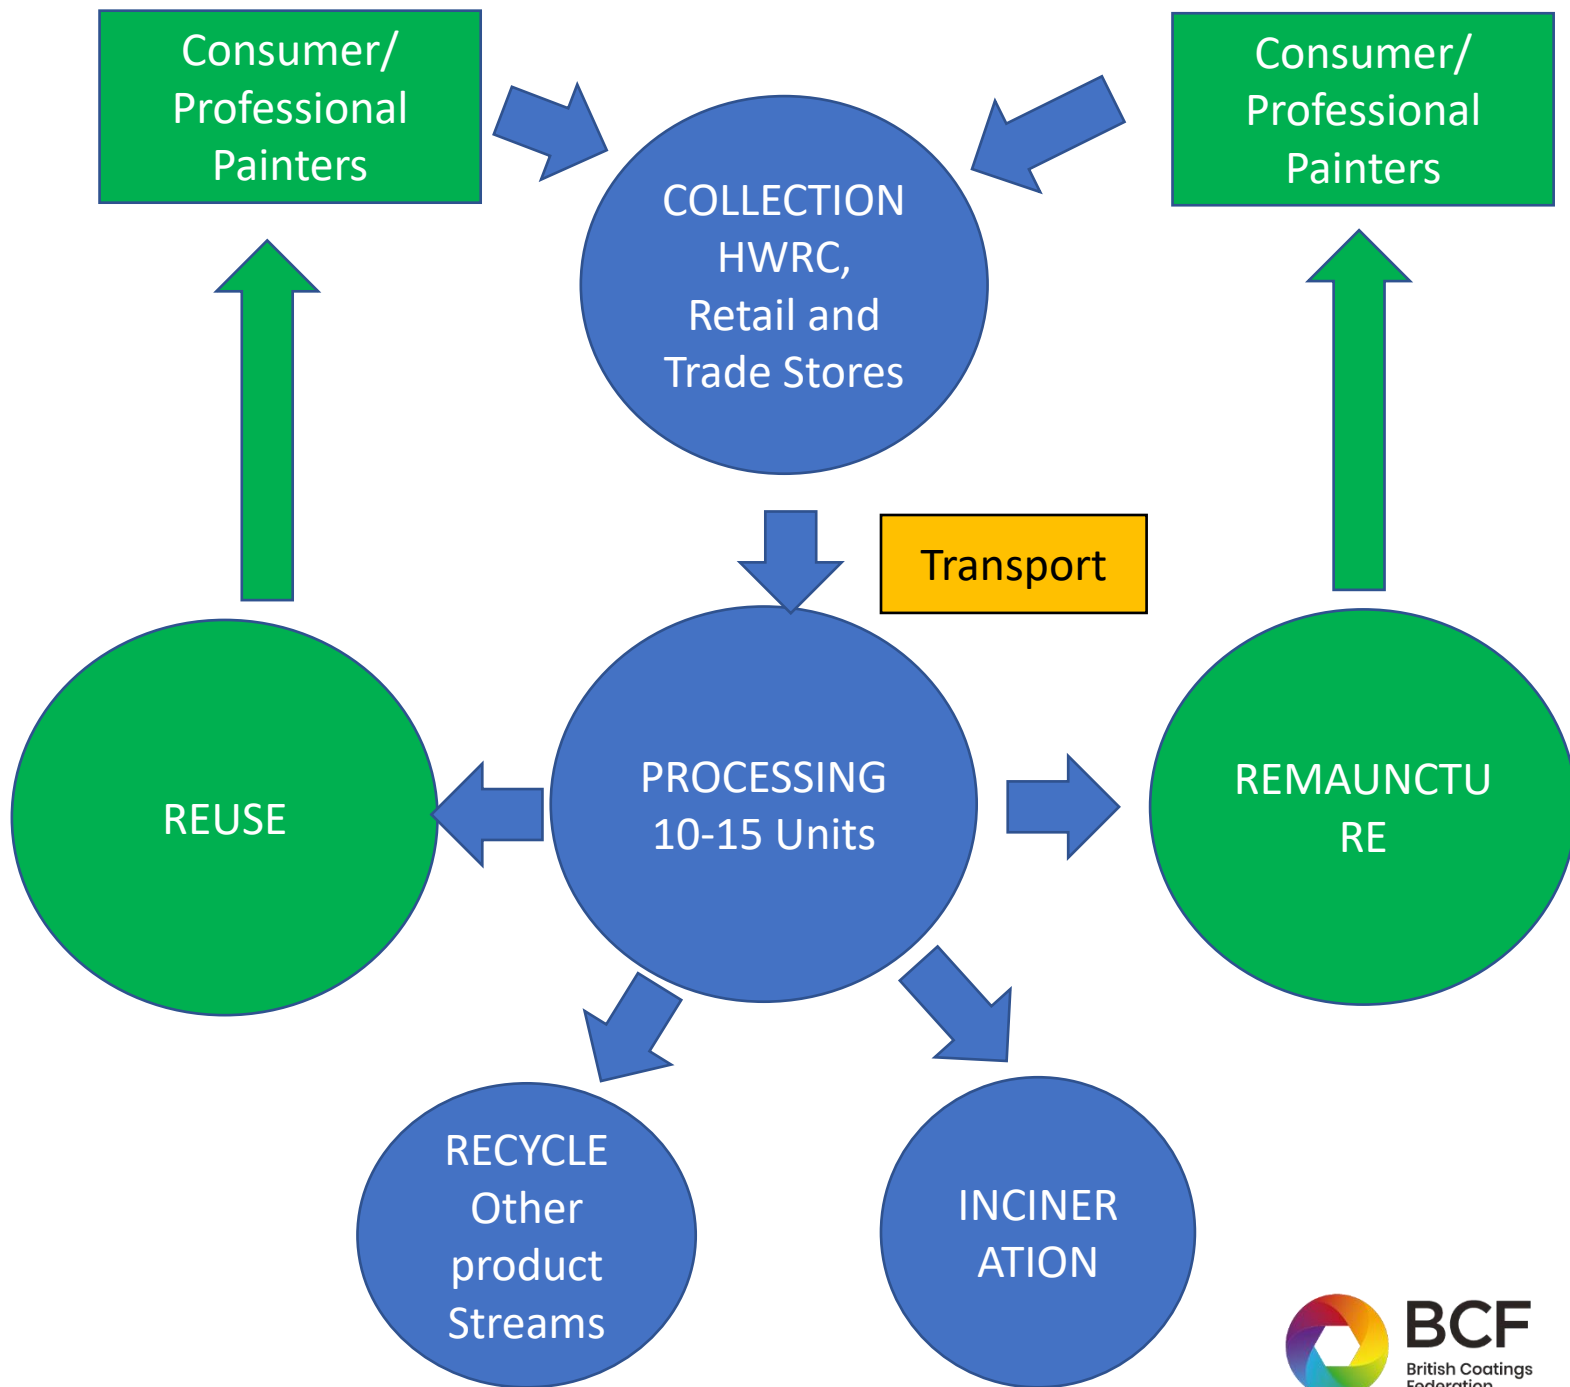 Consumer/
Professional
Painters
Consumer/
Professional
Painters
COLLECTION
HWRC,
Retail and
Trade Stores
Transport
REUSE
PROCESSING
10-15 Units
REMAUNCTU
RE
RECYCLE
Other
product
Streams
INCINER
ATION
BCF
British Coatings
Federation